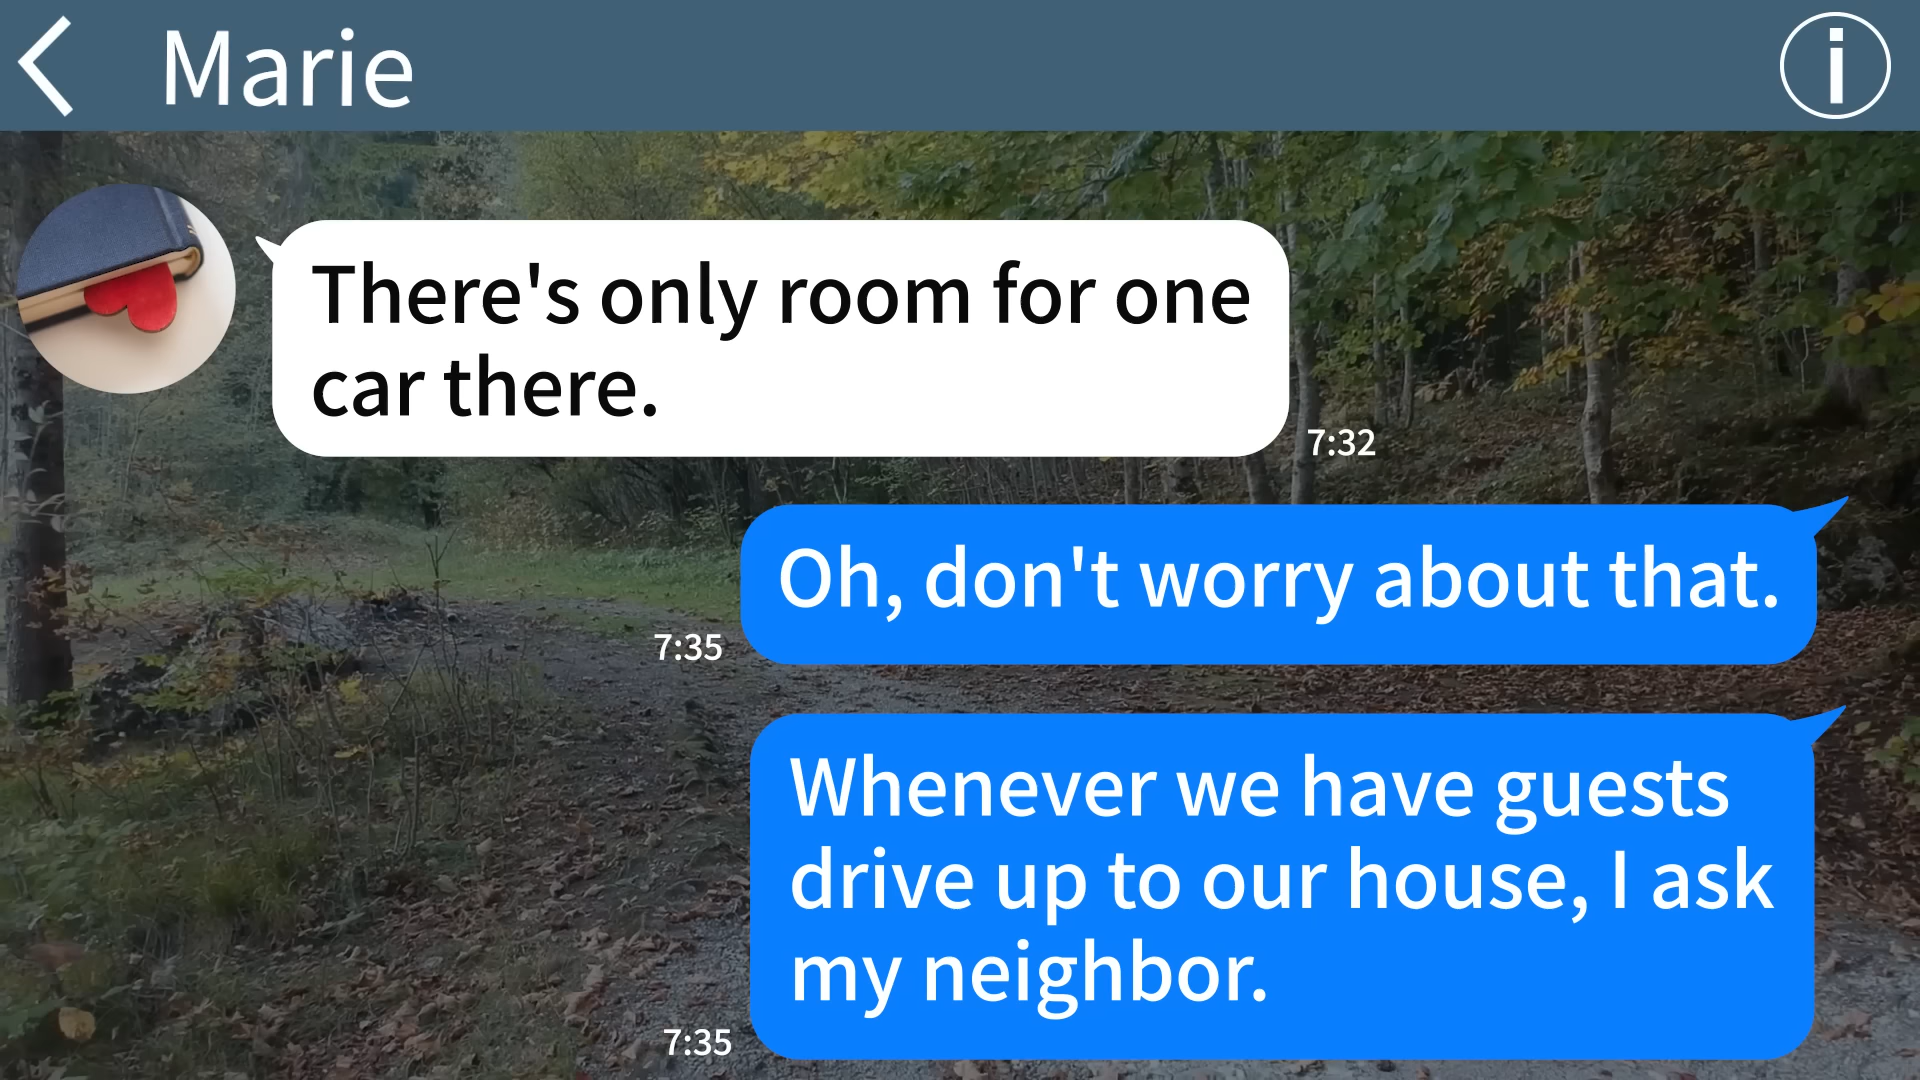 Marie
There's only room for one
car there.
7:32
Oh, don't worry about that.
7:35
Whenever we have guests
drive up to our house, I ask
my neighbor.
7:35